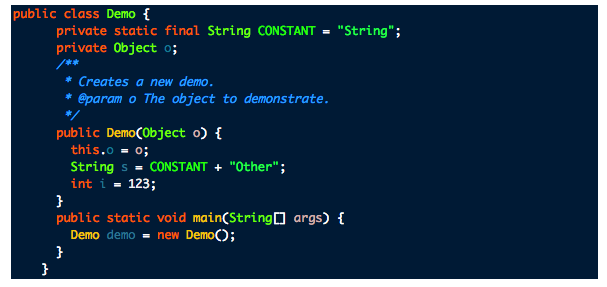 public class Demo {
private static final String CONSTANT = "String";
private Object o;
/**
* Creates a new demo.
* @param o The object to demonstrate.
*/
public Demo(Object o) {
this.o = o;
String s = CONSTANT + "Other";
int i = 123;
}
public static void main(String[] args) {
Demo demo = new Demo();
}
}